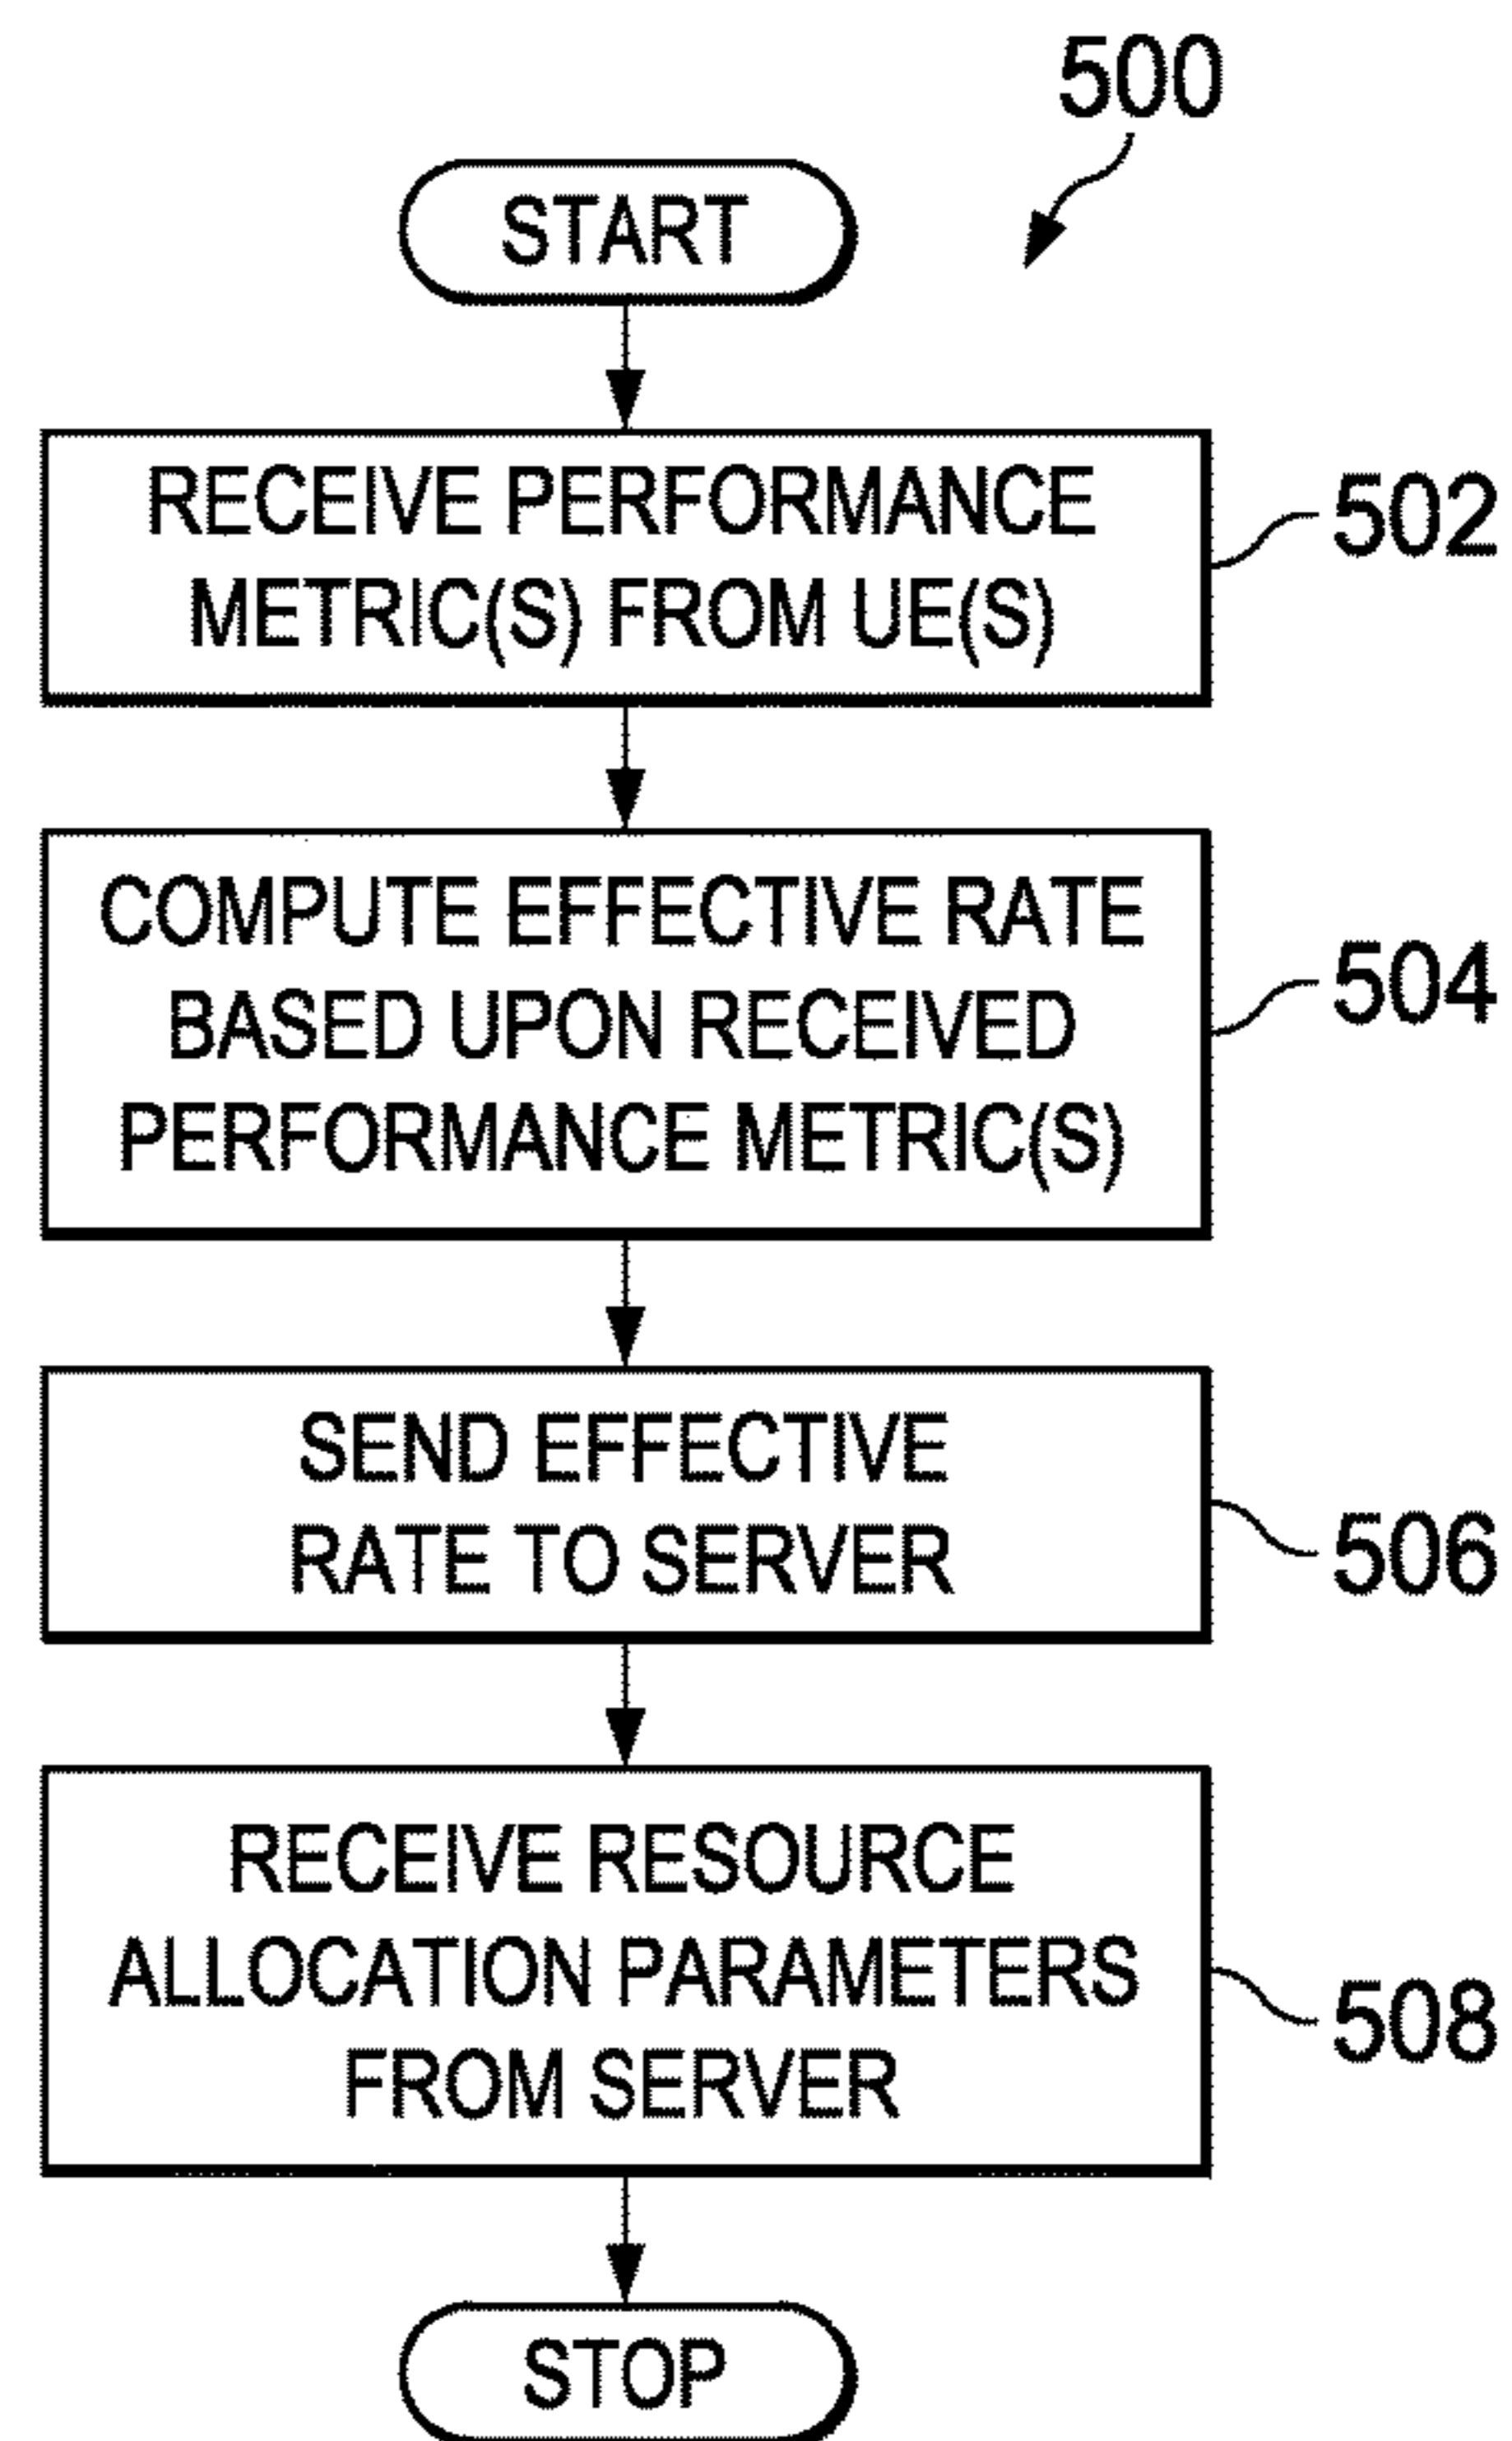 500
START
RECEIVE PERFORMANCE
METRIC(S) FROM UE(S)
502
COMPUTE EFFECTIVE RATE
BASED UPON RECEIVED
PERFORMANCE METRIC(S)
504
SEND EFFECTIVE
RATE TO SERVER
506
RECEIVE RESOURCE
ALLOCATION PARAMETERS
FROM SERVER
508
STOP